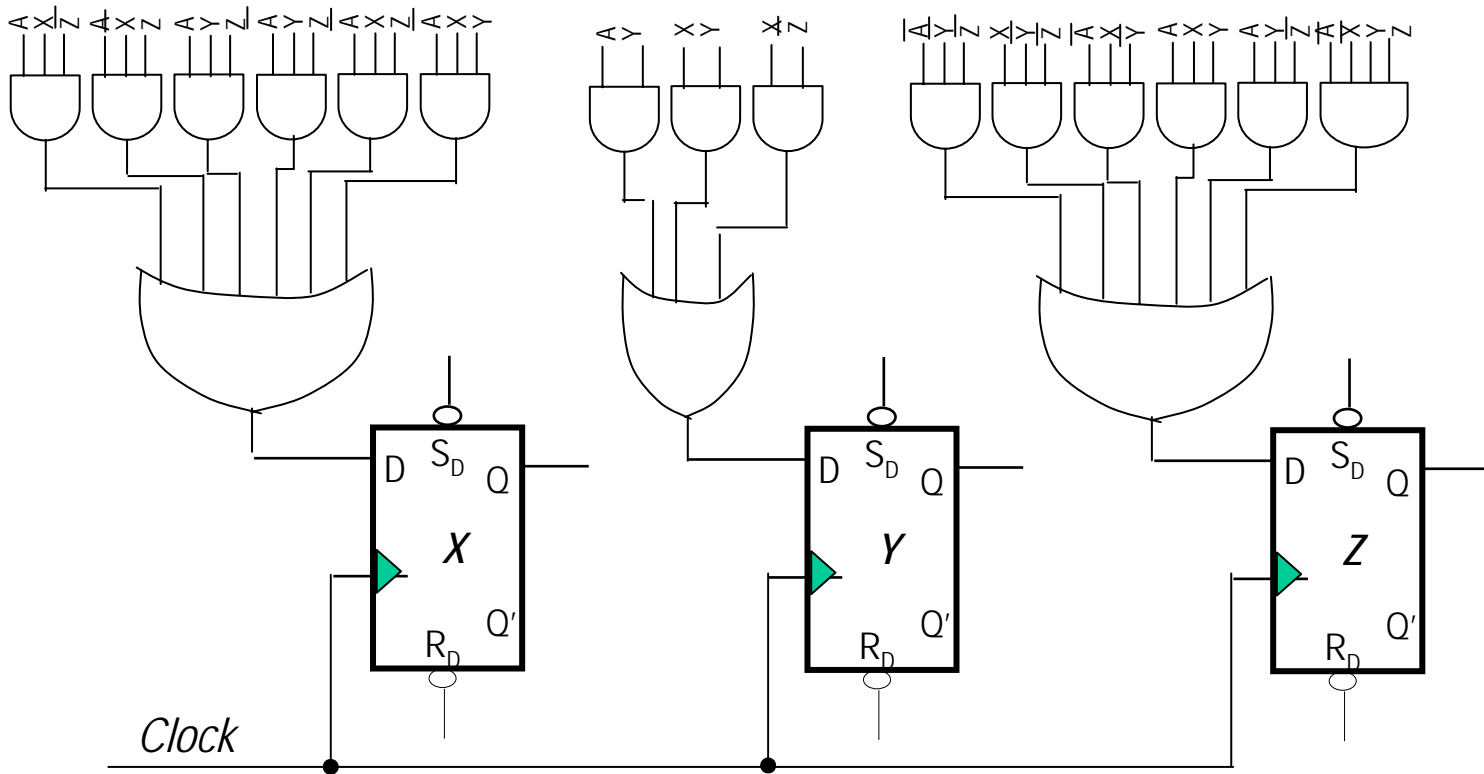 A X Z
A X Z
A Y Z
A Y Z
A X Z
A X Y
A Y
X Y
X Z
A Y Z
X Y Z
A X Y
A X Y
A Y Z
A X Y Z
D S_D Q
X
R_D Q'
D S_D Q
Y
R_D Q'
D S_D Q
Z
R_D Q'
Clock